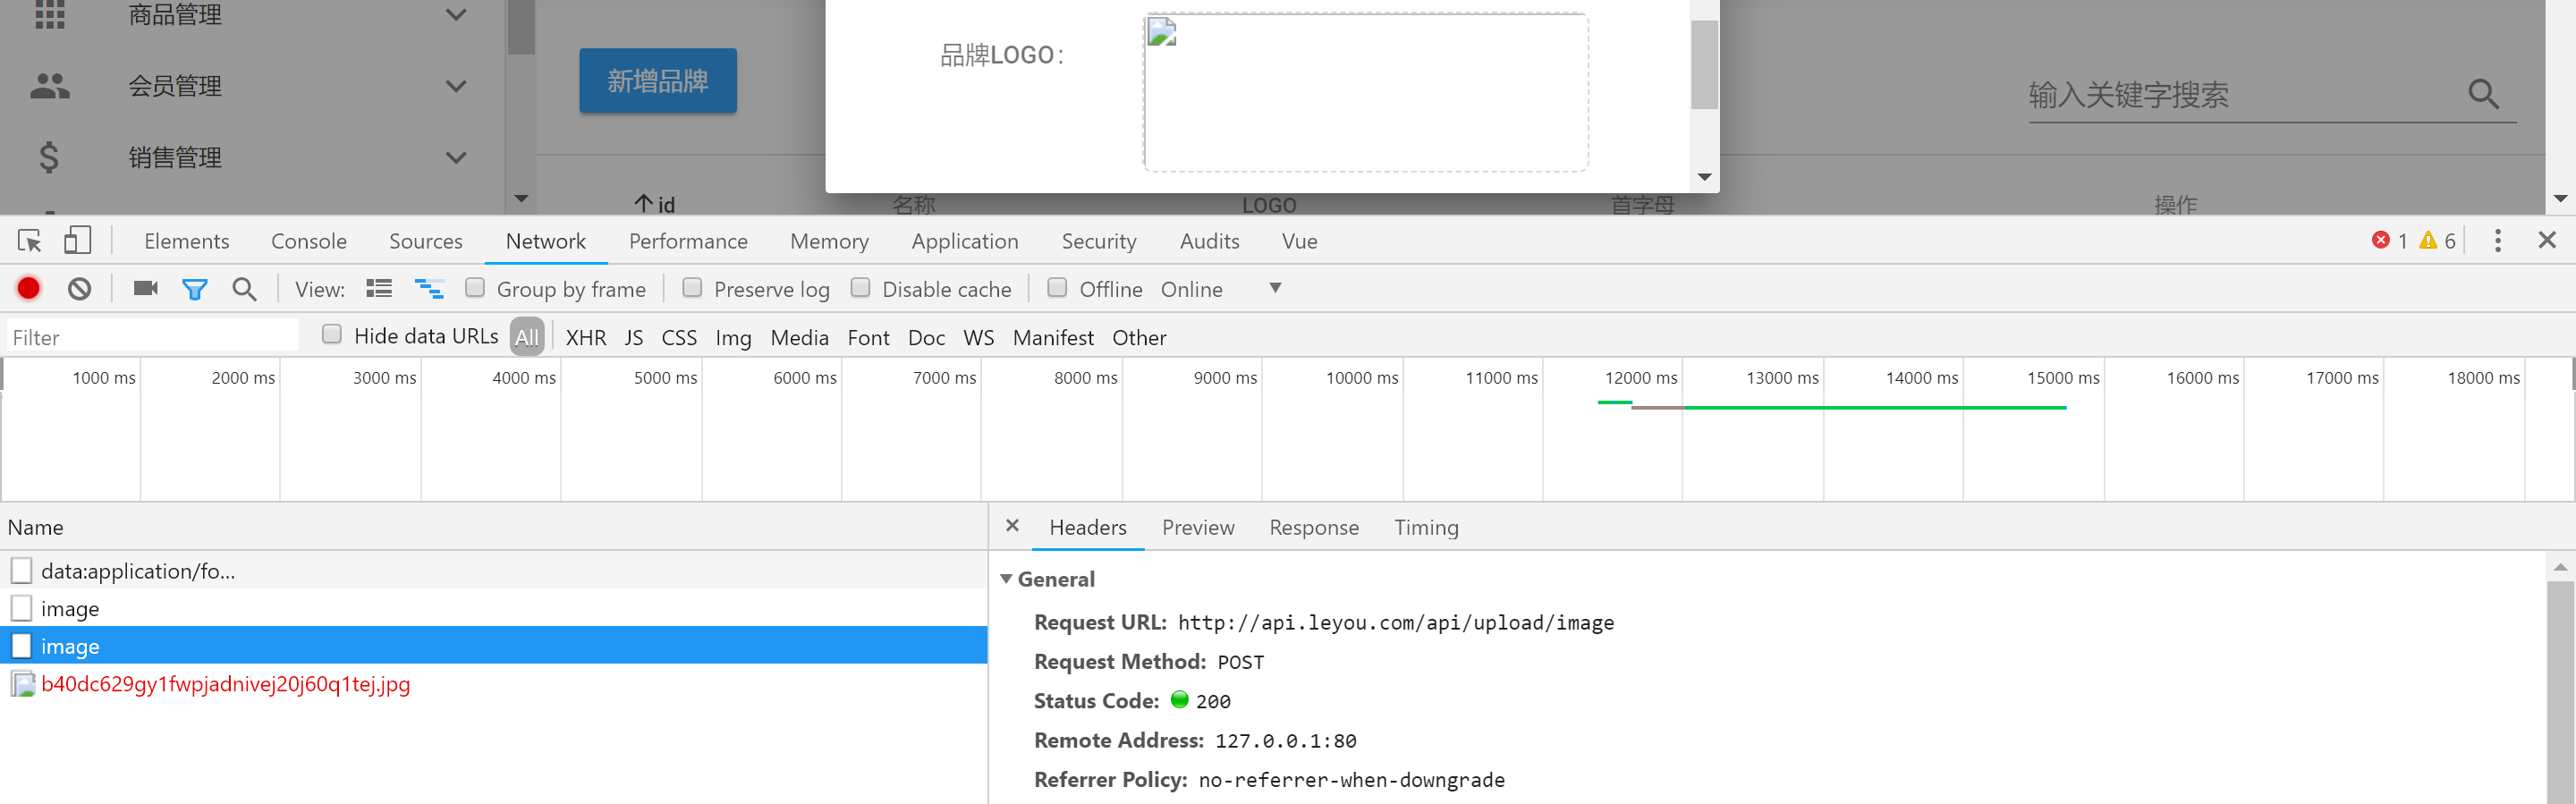 商品管理
会员管理
销售管理
新增品牌
品牌LOGO：
输入关键字搜索
id 名称 LOGO 首字母 操作
Elements Console Sources Network Performance Memory Application Security Audits Vue 1 6
View: Group by frame Preserve log Disable cache Offline Online
Filter Hide data URLs All XHR JS CSS Img Media Font Doc WS Manifest Other
1000 ms 2000 ms 3000 ms 4000 ms 5000 ms 6000 ms 7000 ms 8000 ms 9000 ms 10000 ms 11000 ms 12000 ms 13000 ms 14000 ms 15000 ms 16000 ms 17000 ms 18000 ms
Name
data:application/fo...
image
image
b40dc629gy1fwpjadnivej20j60q1tej.jpg
Headers Preview Response Timing
General
Request URL: http://api.leyou.com/api/upload/image
Request Method: POST
Status Code: 200
Remote Address: 127.0.0.1:80
Referrer Policy: no-referrer-when-downgrade